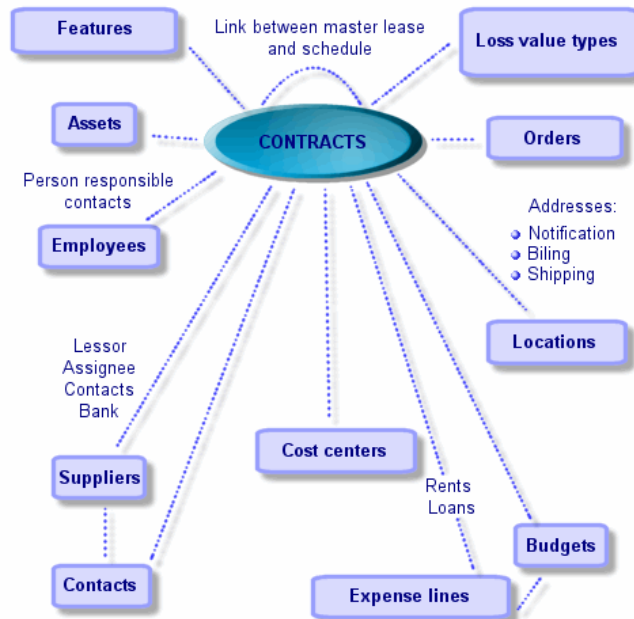 Features
Link between master lease
and schedule
Loss value types
Assets
CONTRACTS
Orders
Person responsible
contacts
Employees
Addresses:
Notification
Biling
Shipping
Locations
Lessor
Assignee
Contacts
Bank
Cost centers
Suppliers
Rents
Loans
Budgets
Contacts
Expense lines